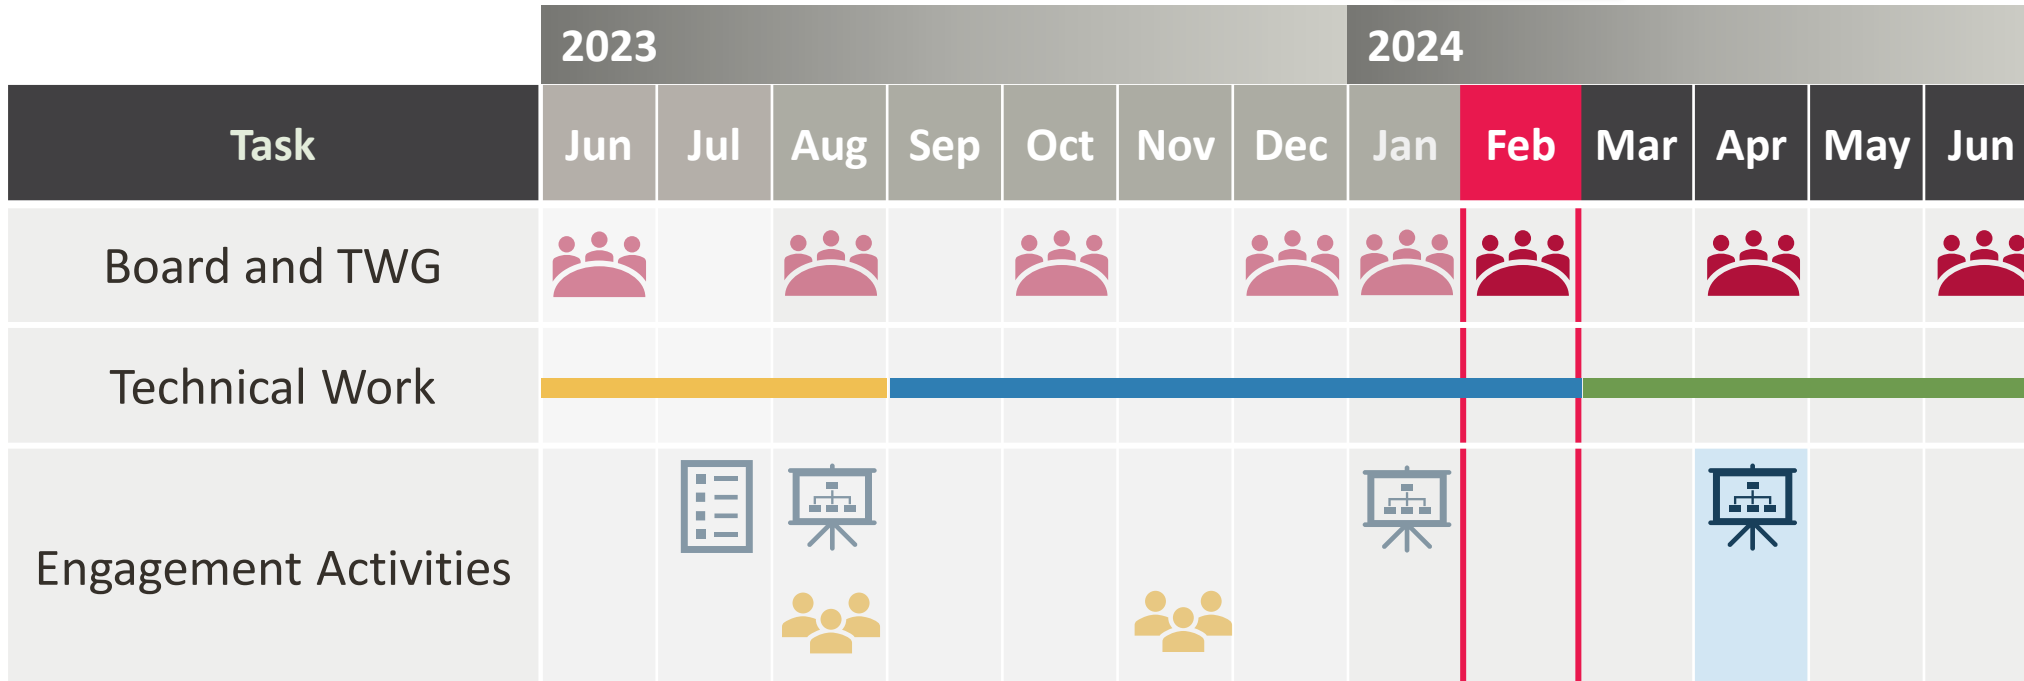 2023 2024
Task Jun Jul Aug Sep Oct Nov Dec Jan Feb Mar Apr May Jun
Board and TWG
Technical Work
Engagement Activities